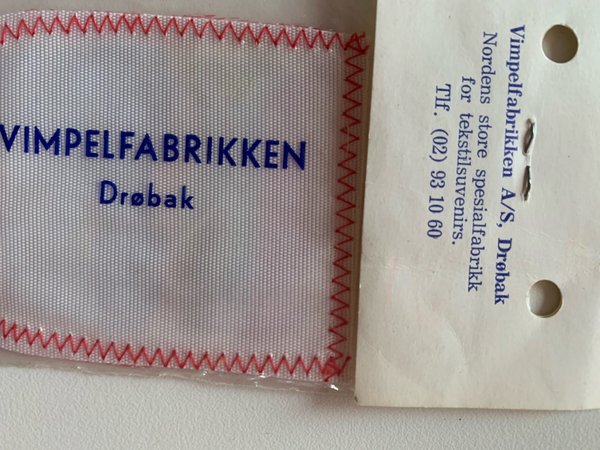 VIMPELFABRIKKEN
Drøbak
Vimpelfabrikken A/S, Drøbak
Nordens store spesialfabrikk
for tekstilsuvenirs.
Tlf. (02) 93 10 60